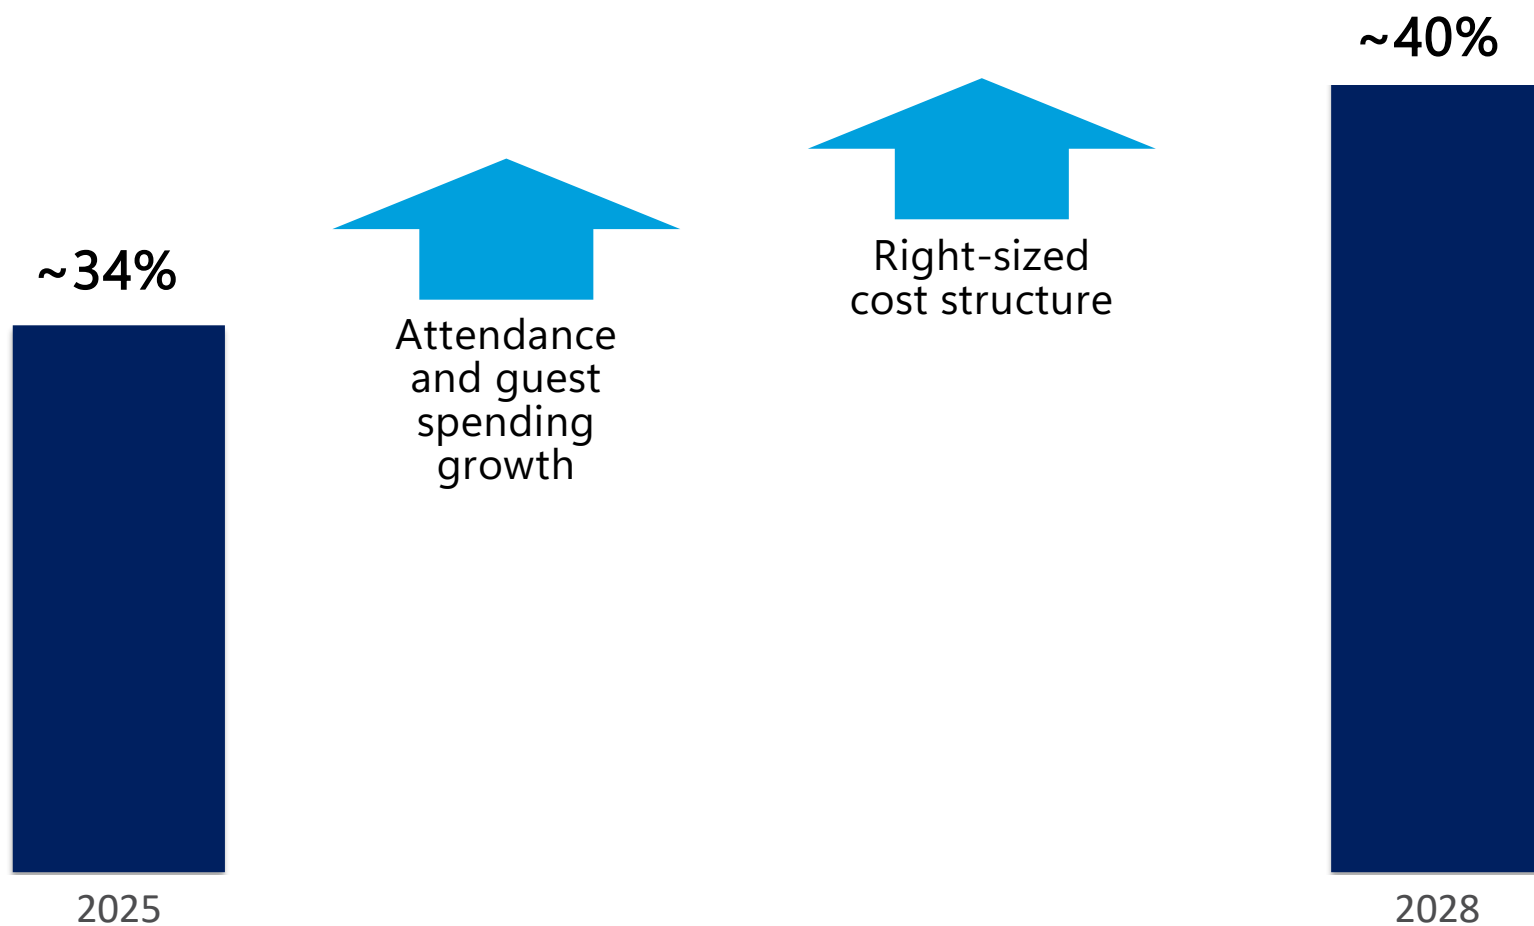 ~34%
2025
Attendance
and guest
spending
growth
Right-sized
cost structure
~40%
2028